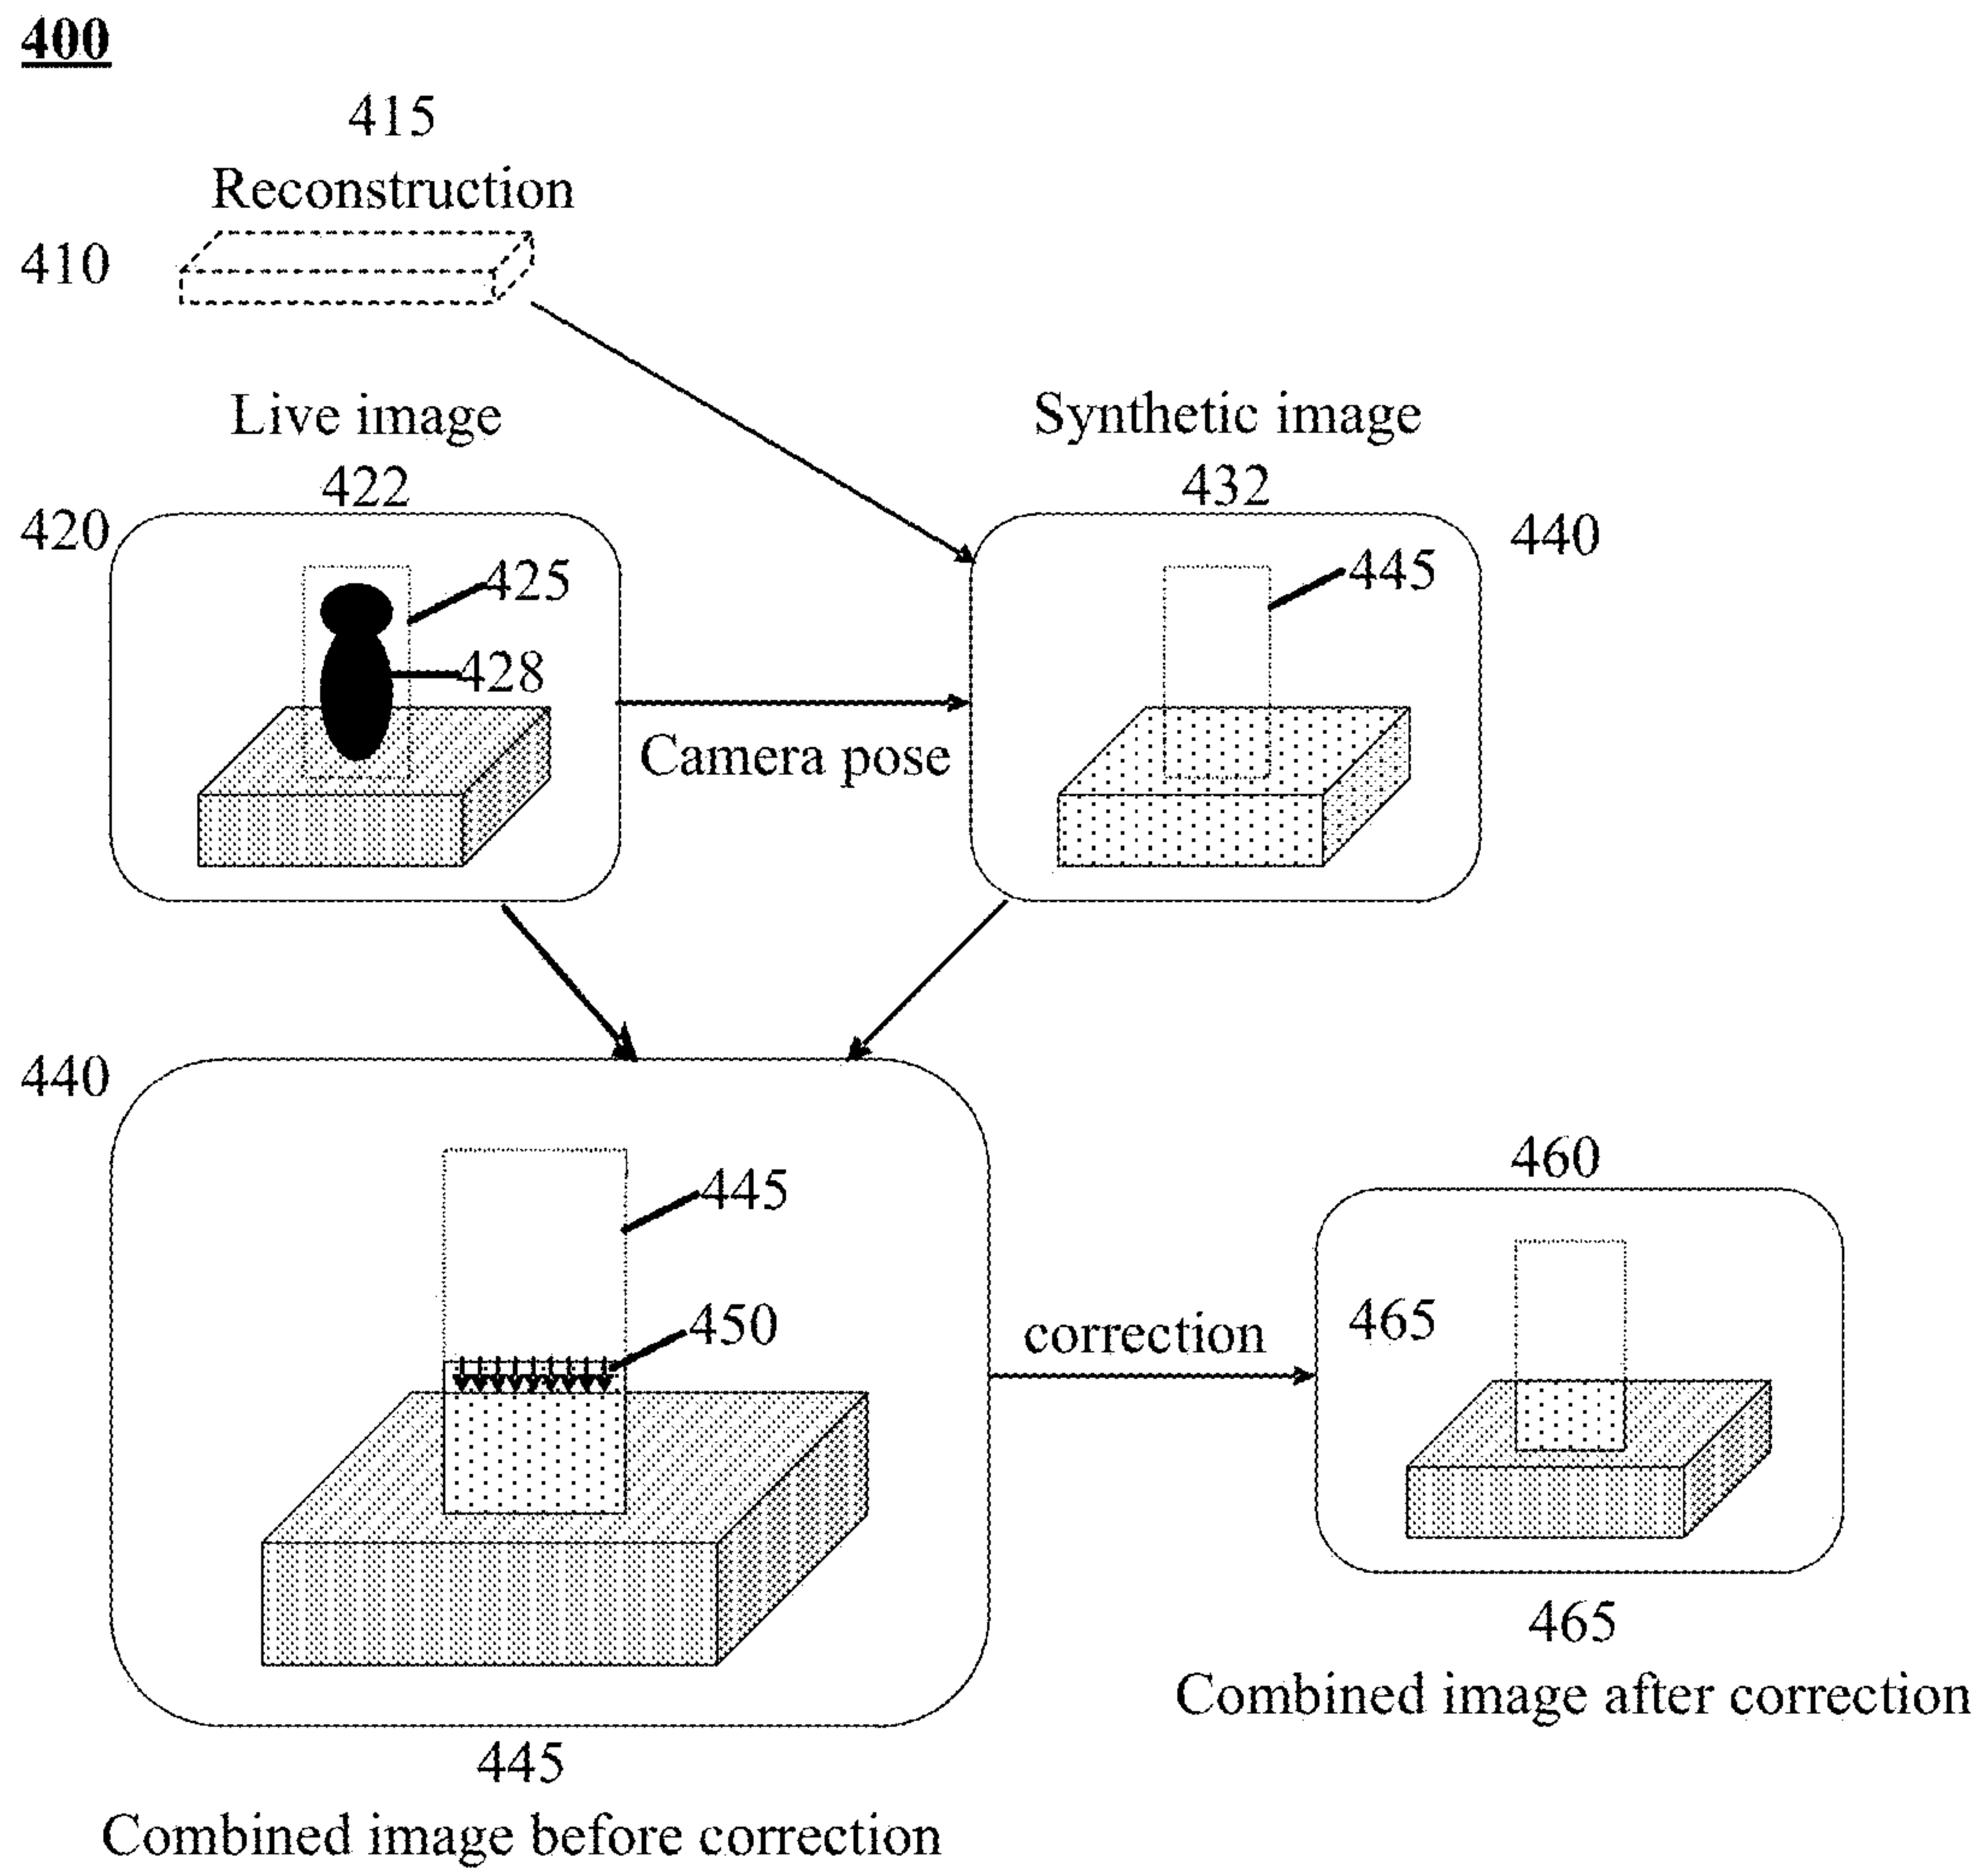 400
415
Reconstruction
410
Live image
Synthetic image
422
432
420
440
425
445
428
Camera pose
440
445
450
460
465
correction
465
Combined image after correction
445
Combined image before correction